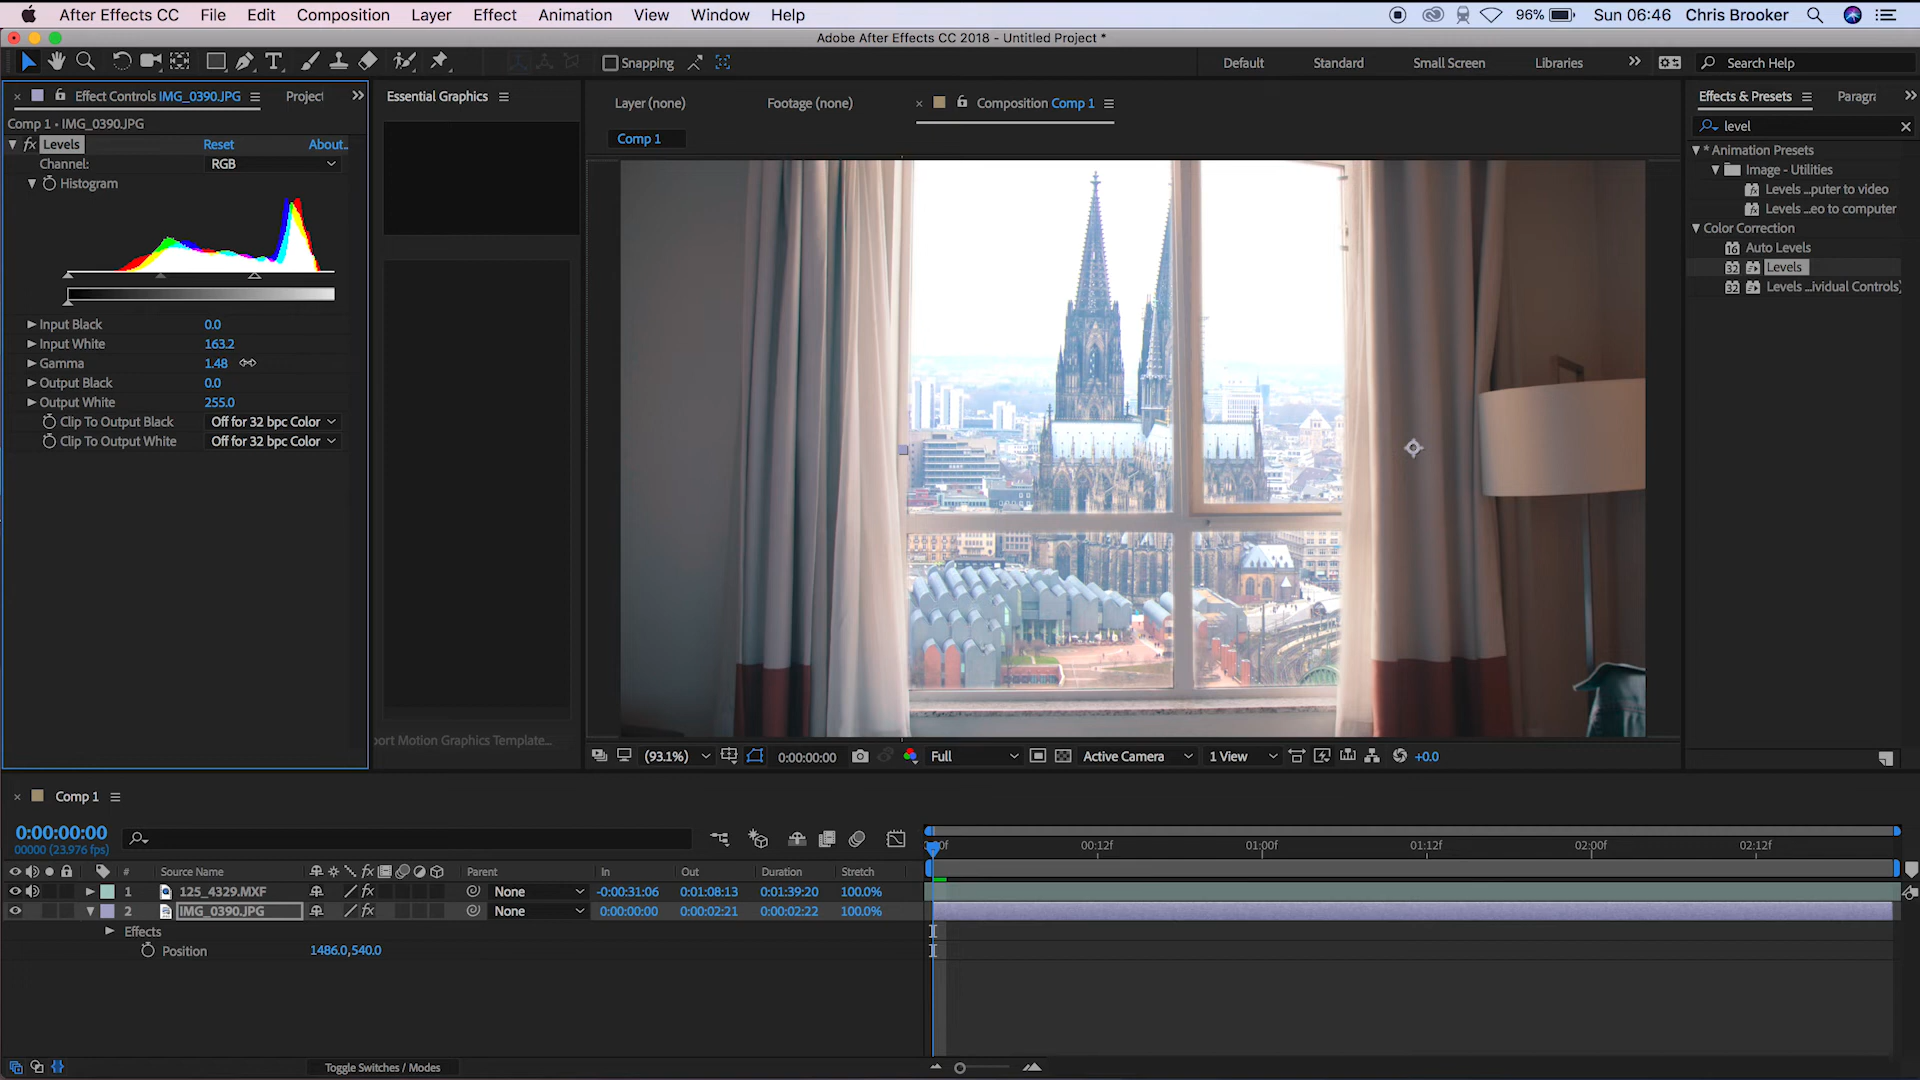 After Effects CC File Edit Composition Layer Effect Animation View Window Help 96% Sun 06:46 Chris Brooker
Adobe After Effects CC 2018 - Untitled Project *
Snapping Default Standard Small Screen Libraries Search Help
Effect Controls IMG_0390.JPG Project
Comp 1 • IMG_0390.JPG
fx Levels Reset About..
Channel: RGB
Histogram
Input Black 0.0
Input White 163.2
Gamma 1.48
Output Black 0.0
Output White 255.0
Clip To Output Black Off for 32 bpc Color
Clip To Output White Off for 32 bpc Color
Essential Graphics
ort Motion Graphics Template...
Layer (none) Footage (none) Composition Comp 1
Comp 1
(93.1%) 0:00:00:00 Full Active Camera 1 View +0.0
Effects & Presets Paragra
level
* Animation Presets
Image - Utilities
Levels ...puter to video
Levels ...eo to computer
Color Correction
16 Auto Levels
32 Levels
32 Levels ...ividual Controls)
Comp 1
0:00:00:00
00000 (23.976 fps)
:00f 00:12f 01:00f 01:12f 02:00f 02:12f
# Source Name fx Parent In Out Duration Stretch
1 125_4329.MXF fx None -0:00:31:06 0:01:08:13 0:01:39:20 100.0%
2 IMG_0390.JPG fx None 0:00:00:00 0:00:02:21 0:00:02:22 100.0%
Effects
Position 1486.0,540.0
Toggle Switches / Modes